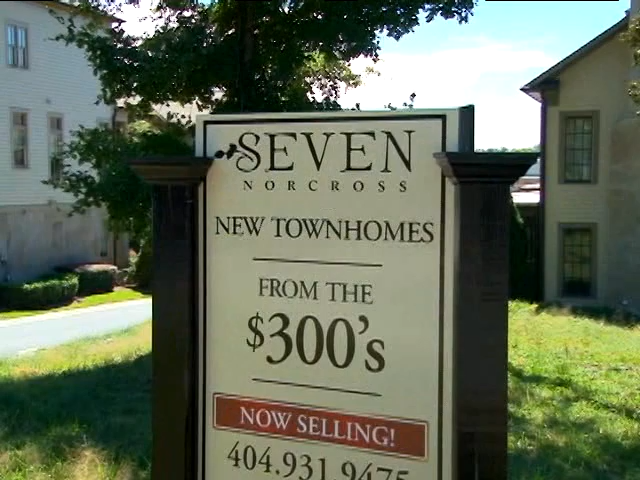 SEVEN
NORCROSS
NEW TOWNHOMES
FROM THE
$300's
NOW SELLING!
404.931.9475